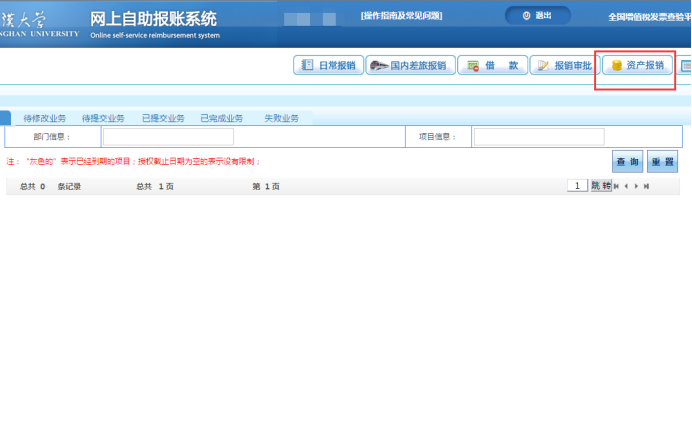 汉大学
NGHAN UNIVERSITY
网上自助报账系统
Online self-service reimbursement system
[操作指南及常见问题]
退出
全国增值税发票查验平
日常报销
国内差旅报销
借 款
报销审批
资产报销
待修改业务 待提交业务 已提交业务 已完成业务 失败业务
部门信息：
项目信息：
注：“灰色的”表示已经到期的项目；授权截止日期为空的表示没有限制；
查 询
重 置
总共 0 条记录 总共 1 页 第 1 页
1 跳 转